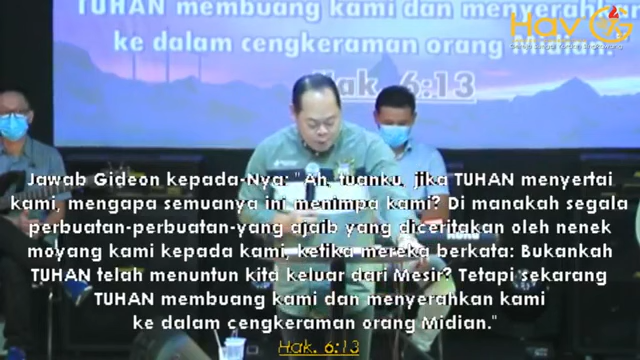 TUHAN membuang kami dan menyerahkan
ke dalam cengkeraman orang Midian."
Hak. 6:13
Jawab Gideon kepada-Nya: "Ah, tuanku, jika TUHAN menyertai
kami, mengapa semuanya ini menimpa kami? Di manakah segala
perbuatan-perbuatan-yang ajaib yang diceritakan oleh nenek
moyang kami kepada kami, ketika mereka berkata: Bukankah
TUHAN telah menuntun kita keluar dari Mesir? Tetapi sekarang
TUHAN membuang kami dan menyerahkan kami
ke dalam cengkeraman orang Midian."
Hak. 6:13